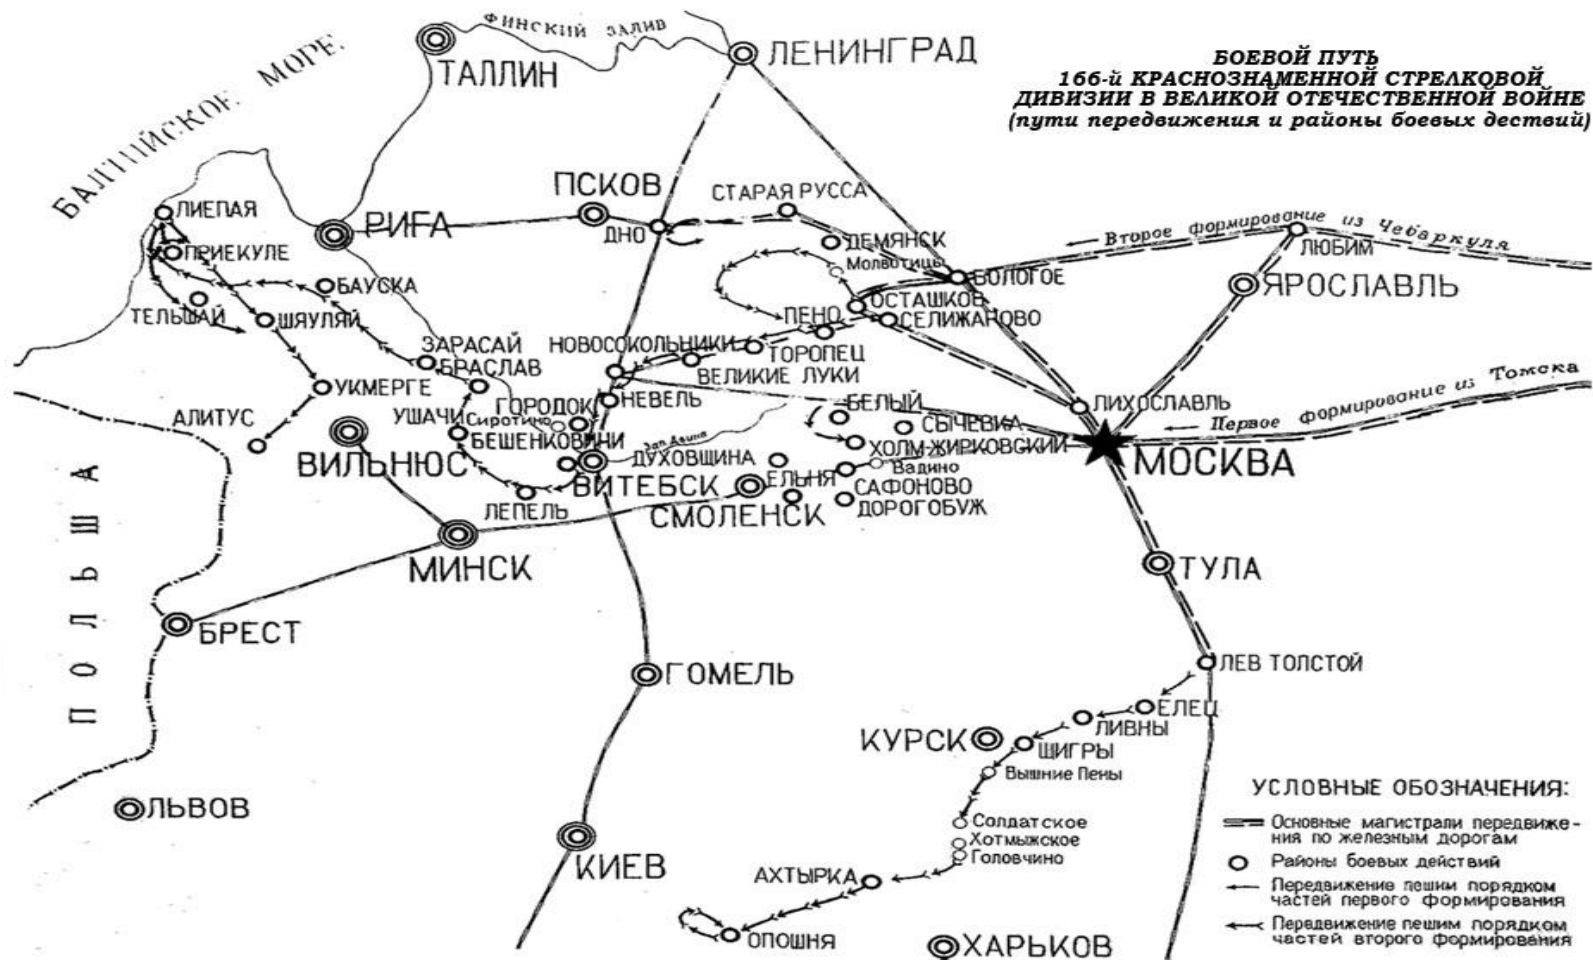 БОЕВОЙ ПУТЬ
166-й КРАСНОЗНАМЕННОЙ СТРЕЛКОВОЙ
ДИВИЗИИ В ВЕЛИКОЙ ОТЕЧЕСТВЕННОЙ ВОЙНЕ
(пути передвижения и районы боевых дествий)
ФИНСКИЙ ЗАЛИВ
БАЛТИЙСКОЕ МОРЕ
ТАЛЛИН
ЛЕНИНГРАД
ПСКОВ
СТАРАЯ РУССА
ЛИЕПАЯ
РИГА
ДНО
ДЕМЯНСК
Второе формирование из Чебаркуля
ЛЮБИМ
ПРИЕКУЛЕ
Молвотицы
БОЛОГОЕ
БАУСКА
ОСТАШКОВ
ЯРОСЛАВЛЬ
ТЕЛЬШАЙ
ШЯУЛЯЙ
ПЕНО
СЕЛИЖАНОВО
ЗАРАСАЙ
НОВОСОКОЛЬНИКИ
ТОРОПЕЦ
БРАСЛАВ
ВЕЛИКИЕ ЛУКИ
УКМЕРГЕ
Первое формирование из Томска
АЛИТУС
УШАЧИ
Сиротино
ГОРОДОК
НЕВЕЛЬ
БЕЛЫЙ
ЛИХОСЛАВЛЬ
СЫЧЕВКА
БЕШЕНКОВИЧИ
Зап. Двина
ХОЛМ-ЖИРКОВСКИЙ
ВИЛЬНЮС
ДУХОВЩИНА
Вадино
МОСКВА
ВИТЕБСК
ЕЛЬНЯ
САФОНОВО
ЛЕПЕЛЬ
СМОЛЕНСК
ДОРОГОБУЖ
МИНСК
ТУЛА
ПОЛЬША
БРЕСТ
ГОМЕЛЬ
ЛЕВ ТОЛСТОЙ
ЕЛЕЦ
ЛИВНЫ
КУРСК
ЩИГРЫ
Вышние Пены
ЛЬВОВ
Солдатское
Хотмыжское
Головчино
КИЕВ
АХТЫРКА
ОПОШНЯ
ХАРЬКОВ
УСЛОВНЫЕ ОБОЗНАЧЕНИЯ:
Основные магистрали передвиже-
ния по железным дорогам
Районы боевых действий
Передвижение пешим порядком
частей первого формирования
Передвижение пешим порядком
частей второго формирования